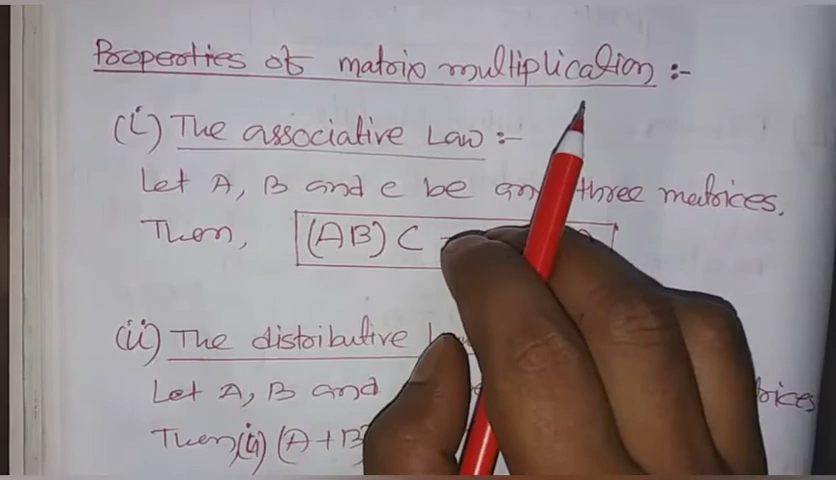 Properties of matrix multiplication :-
(i) The associative Law :-
Let A, B and c be any three matrices.
Then, (AB) C
(ii) The distributive
Let A, B and
Then, (i) (A+B)